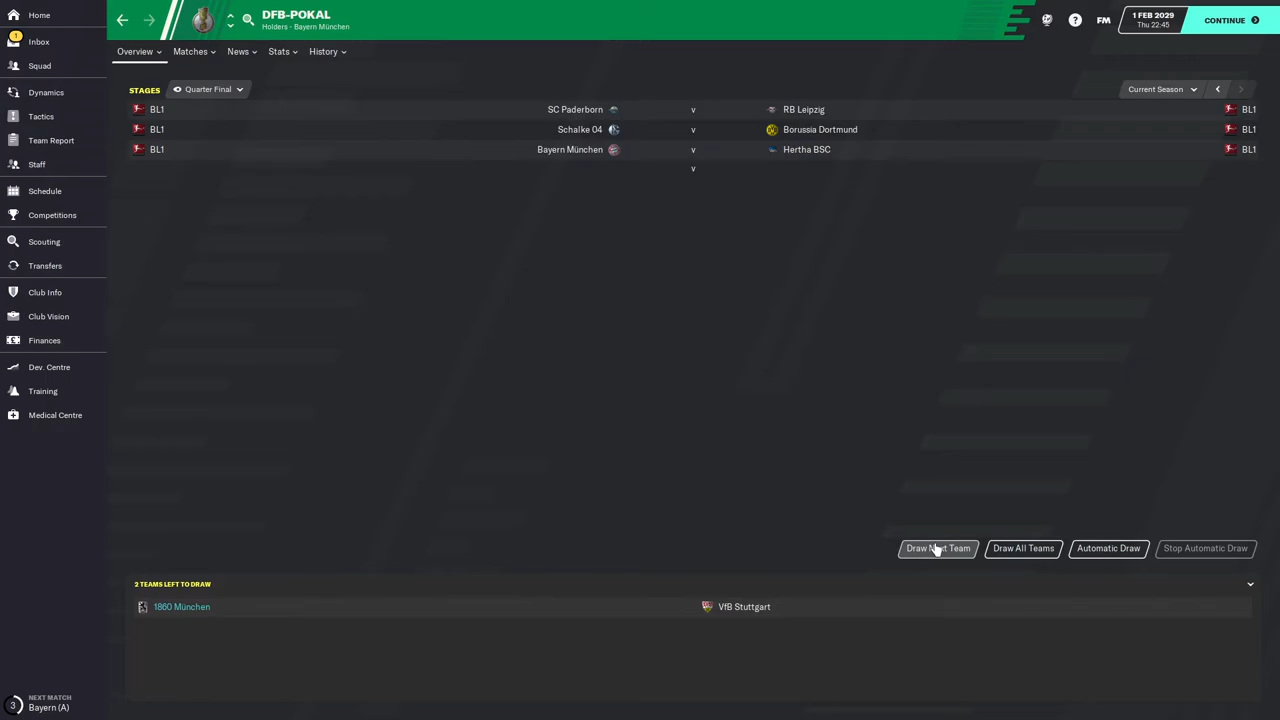 Home
DFB-POKAL
Holders - Bayern München
FM
1 FEB 2029
Thu 22:45
CONTINUE
1
Inbox
Squad
Dynamics
Tactics
Team Report
Staff
Schedule
Competitions
Scouting
Transfers
Club Info
Club Vision
Finances
Dev. Centre
Training
Medical Centre
3
NEXT MATCH
Bayern (A)
Overview Matches News Stats History
STAGES Quarter Final Current Season
BL1 SC Paderborn v RB Leipzig BL1
BL1 Schalke 04 v Borussia Dortmund BL1
BL1 Bayern München v Hertha BSC BL1
v
Draw Next Team Draw All Teams Automatic Draw Stop Automatic Draw
2 TEAMS LEFT TO DRAW
1860 München VfB Stuttgart